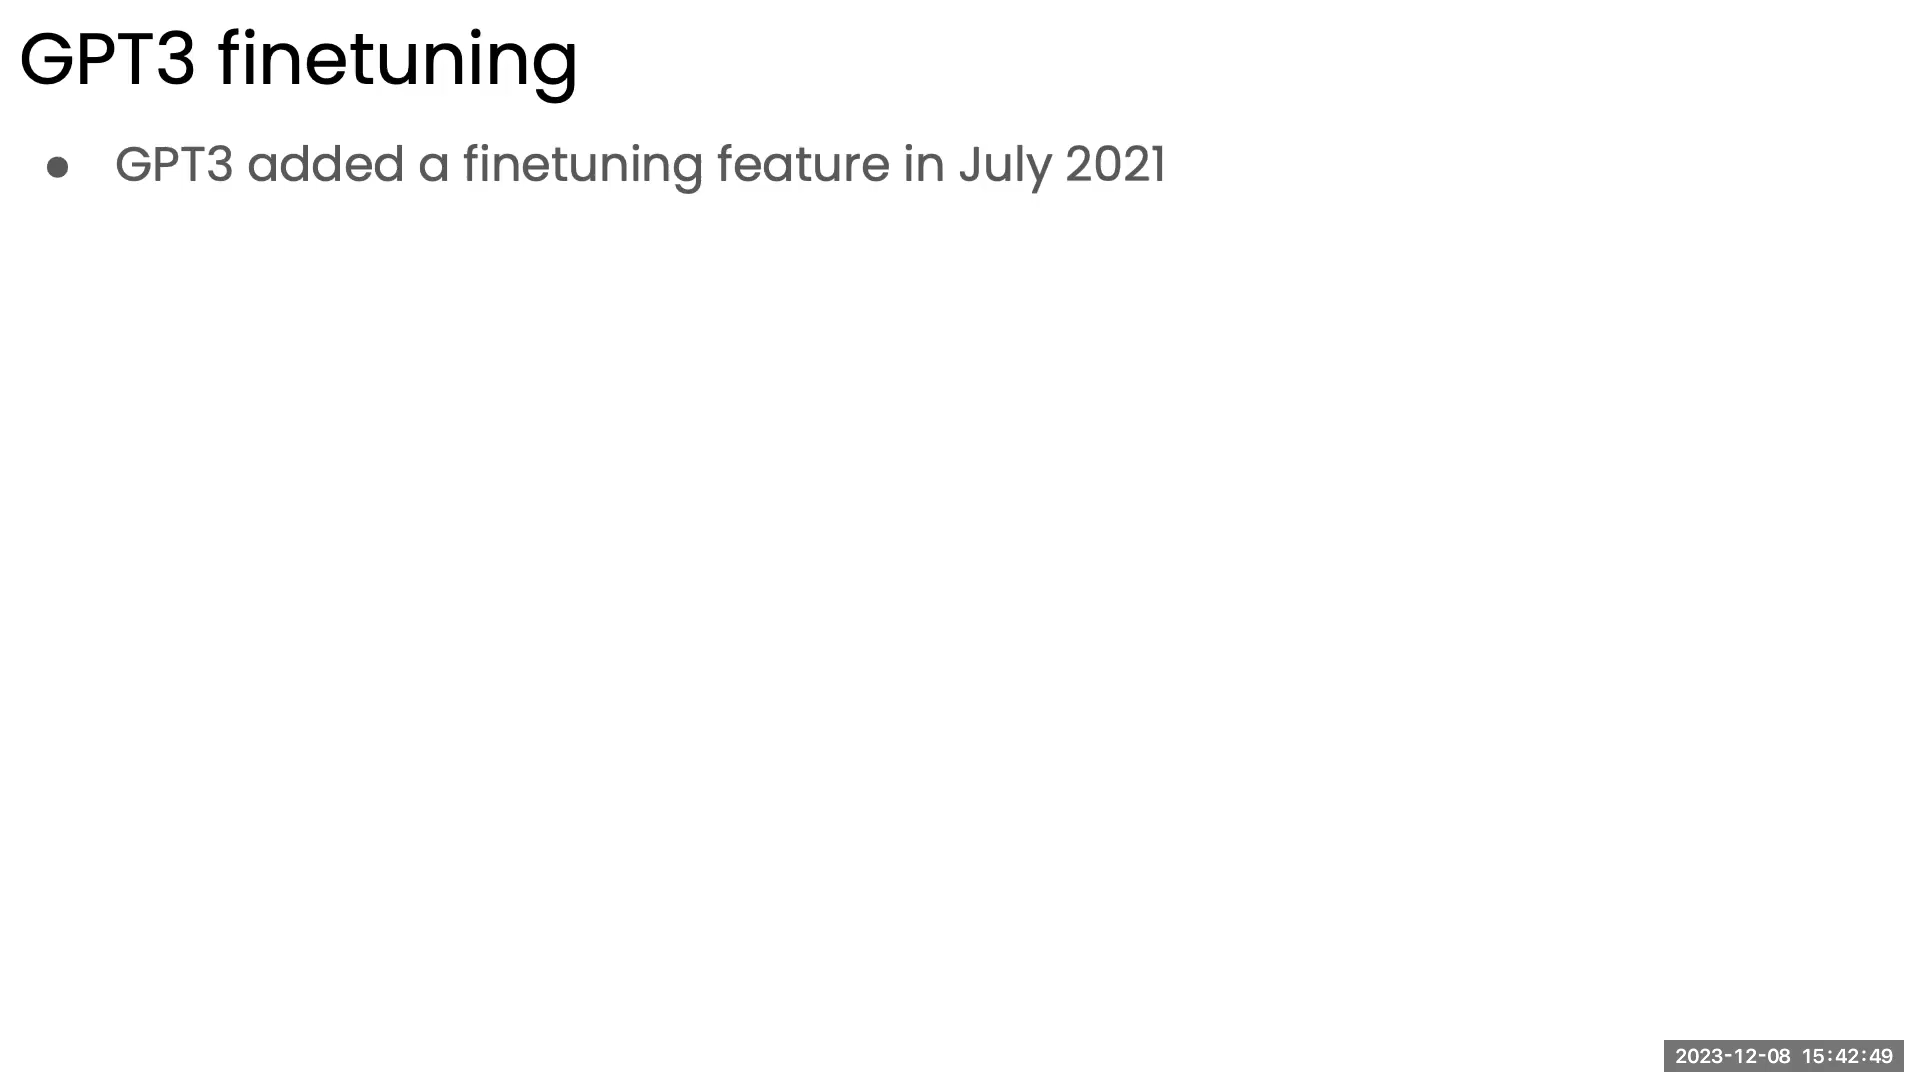 GPT3 finetuning
● GPT3 added a finetuning feature in July 2021
2023-12-08 15:42:49